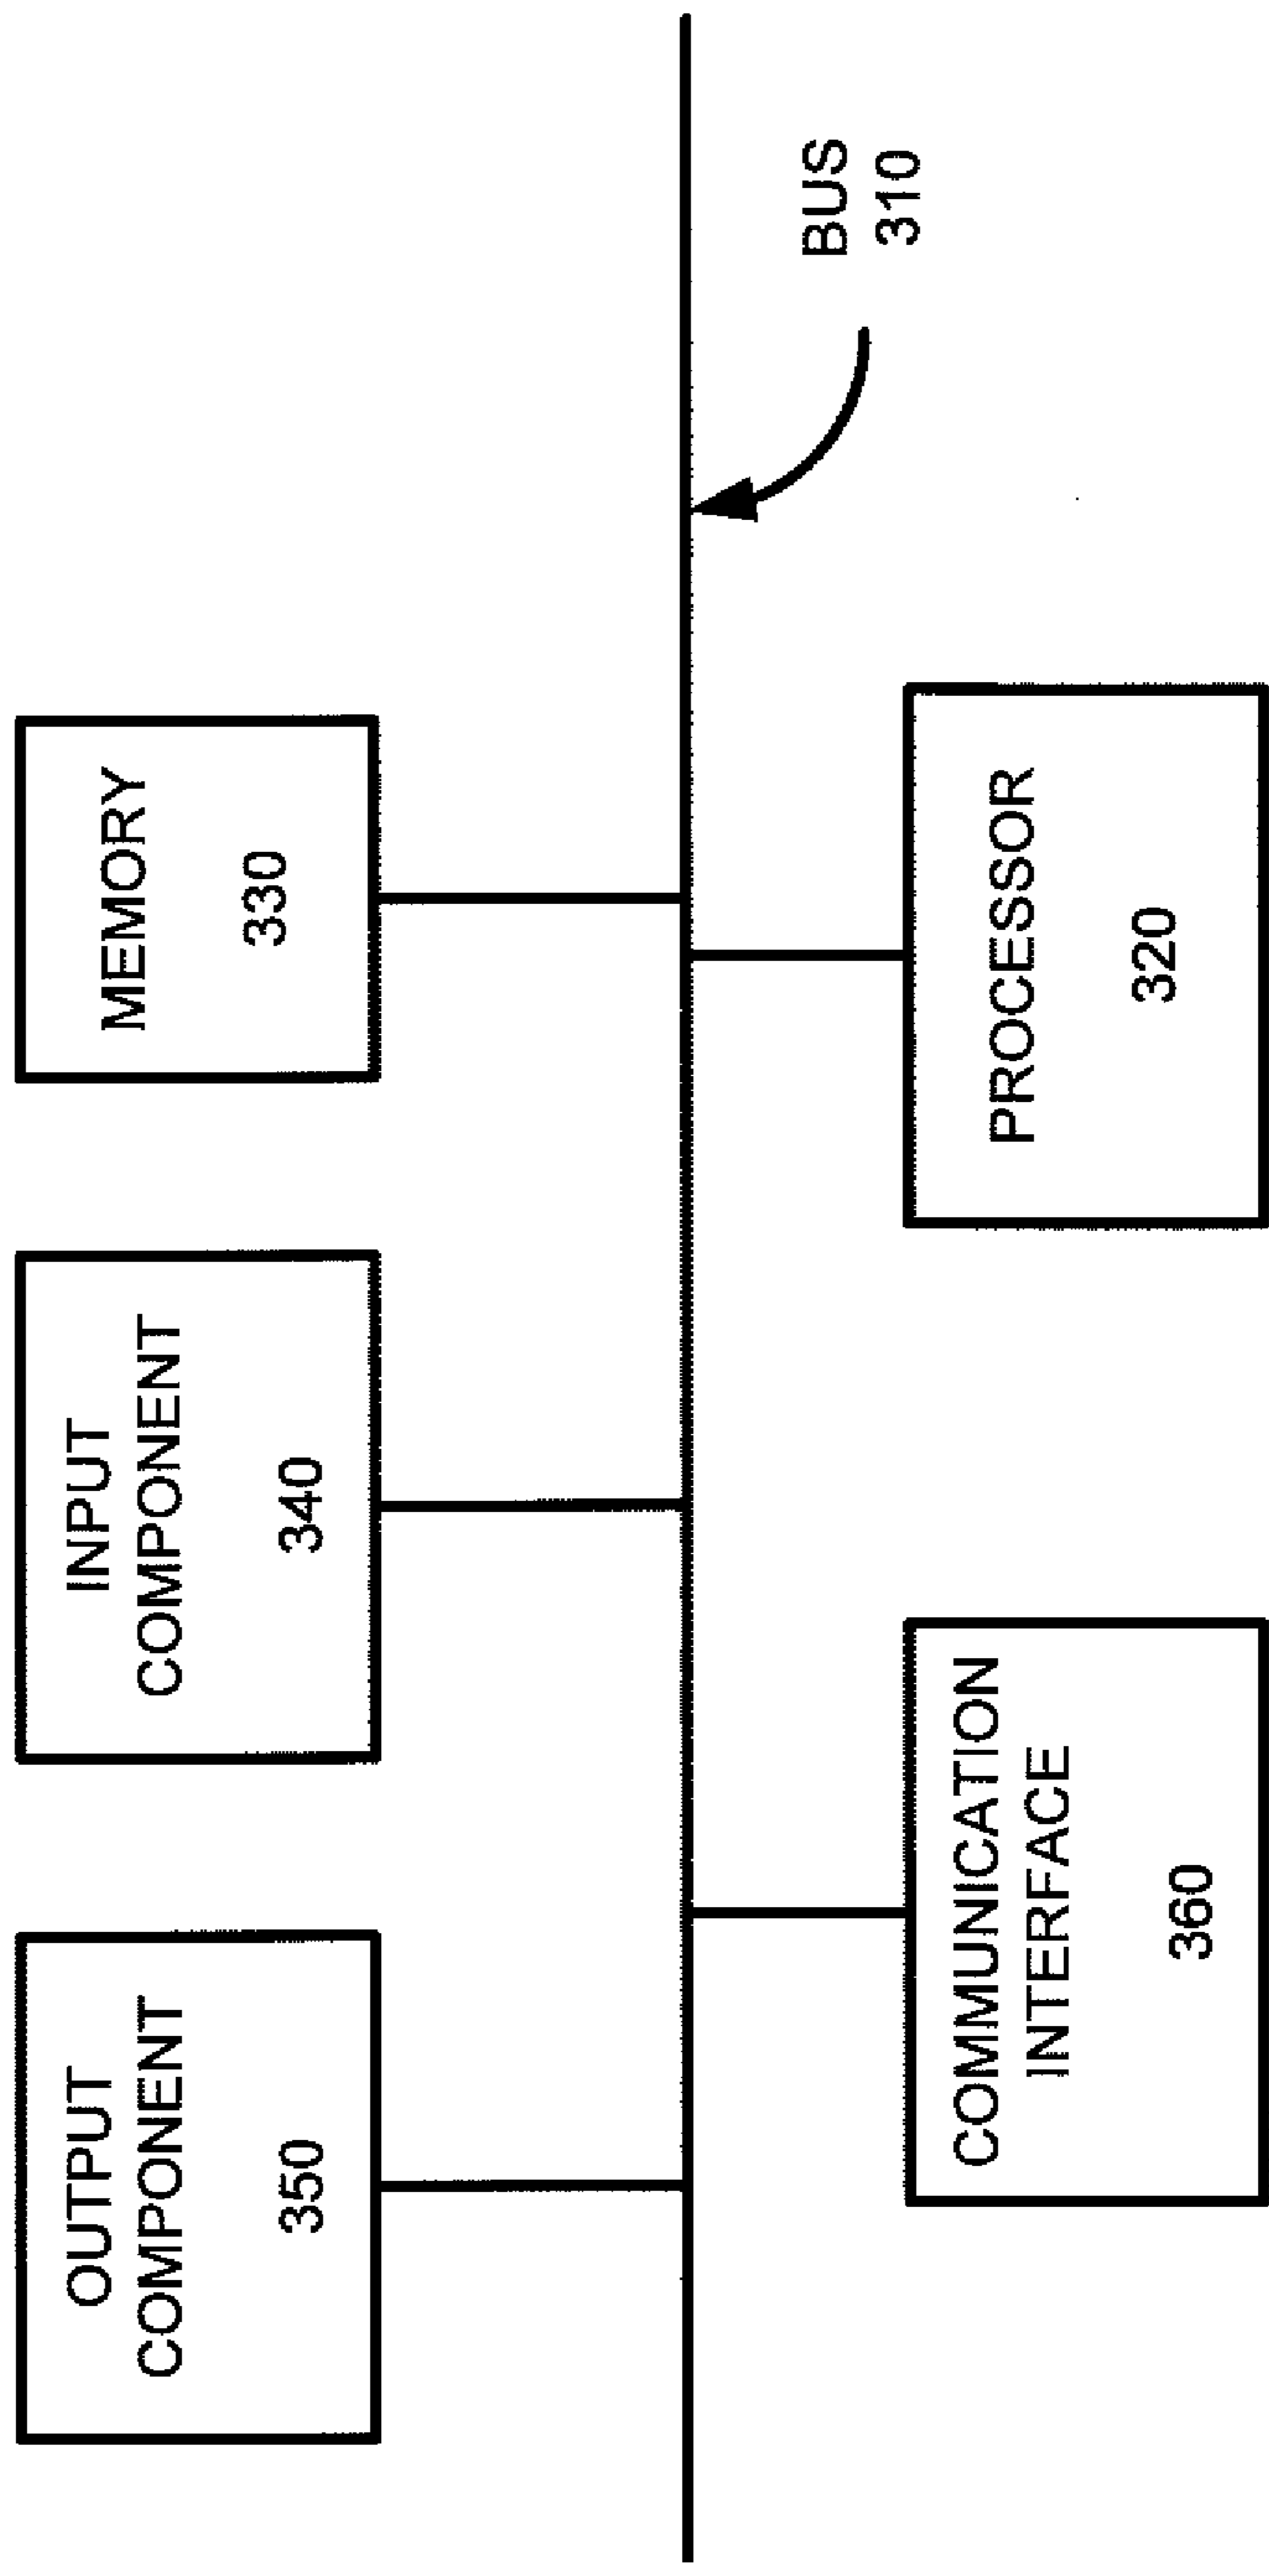 OUTPUT
COMPONENT
350
INPUT
COMPONENT
340
MEMORY
330
BUS
310
COMMUNICATION
INTERFACE
360
PROCESSOR
320